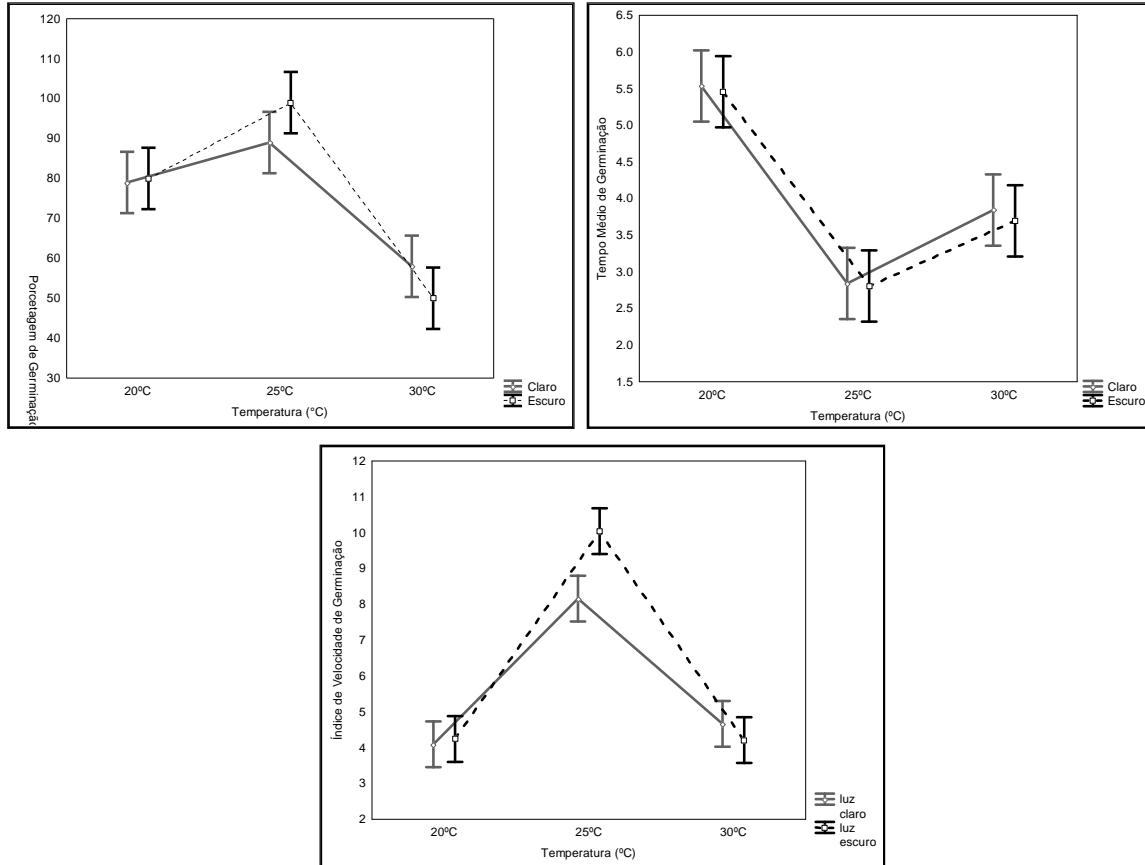 120
110
100
90
80
70
60
50
40
30
Porcetagem de Germinação
20ºC
25ºC
30ºC
Temperatura (°C)
Claro
Escuro
6.5
6.0
5.5
5.0
4.5
4.0
3.5
3.0
2.5
2.0
1.5
Tempo Médio de Germinação
20ºC
25ºC
30ºC
Temperatura (ºC)
Claro
Escuro
12
11
10
9
8
7
6
5
4
3
2
Índice de Velocidade de Germinação
20ºC
25ºC
30ºC
Temperatura (ºC)
luz
claro
luz
escuro